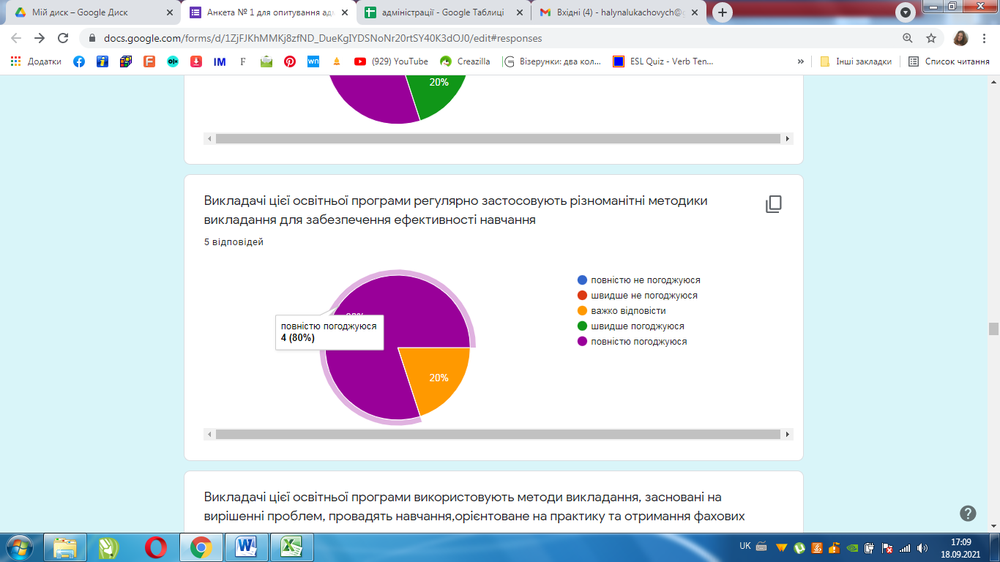 Мій диск – Google Диск
Анкета № 1 для опитування адм
адміністрації - Google Таблиці
Вхідні (4) - halynalukachovych@g
docs.google.com/forms/d/1ZjFJKhMMKj8zfND_DueKgIYDSNoNr20rtSY40K3dOJ0/edit#responses
Додатки
IM
F
wn
(929) YouTube
Creazilla
Візерунки: два кол...
ESL Quiz - Verb Ten...
»
Інші закладки
Список читання
20%
Викладачі цієї освітньої програми регулярно застосовують різноманітні методики
викладання для забезпечення ефективності навчання
5 відповідей
повністю погоджуюся
4 (80%)
20%
повністю не погоджуюся
швидше не погоджуюся
важко відповісти
швидше погоджуюся
повністю погоджуюся
Викладачі цієї освітньої програми використовують методи викладання, засновані на
вирішенні проблем, провадять навчання,орієнтоване на практику та отримання фахових
UK
17:09
18.09.2021